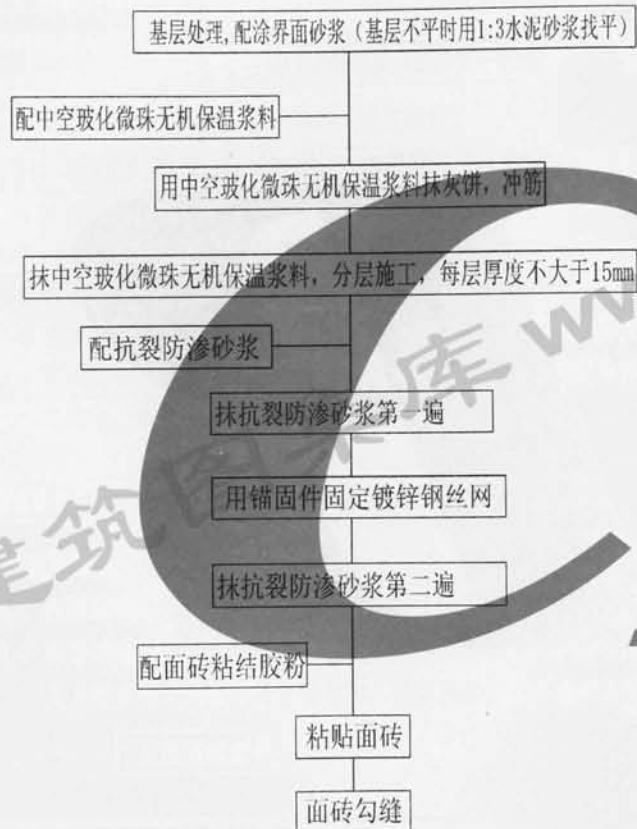 基层处理,配涂界面砂浆(基层不平时用1:3水泥砂浆找平)
配中空玻化微珠无机保温浆料
用中空玻化微珠无机保温浆料抹灰饼，冲筋
抹中空玻化微珠无机保温浆料，分层施工，每层厚度不大于15mm
配抗裂防渗砂浆
抹抗裂防渗砂浆第一遍
用锚固件固定镀锌钢丝网
抹抗裂防渗砂浆第二遍
配面砖粘结胶粉
粘贴面砖
面砖勾缝
建筑图集库 www